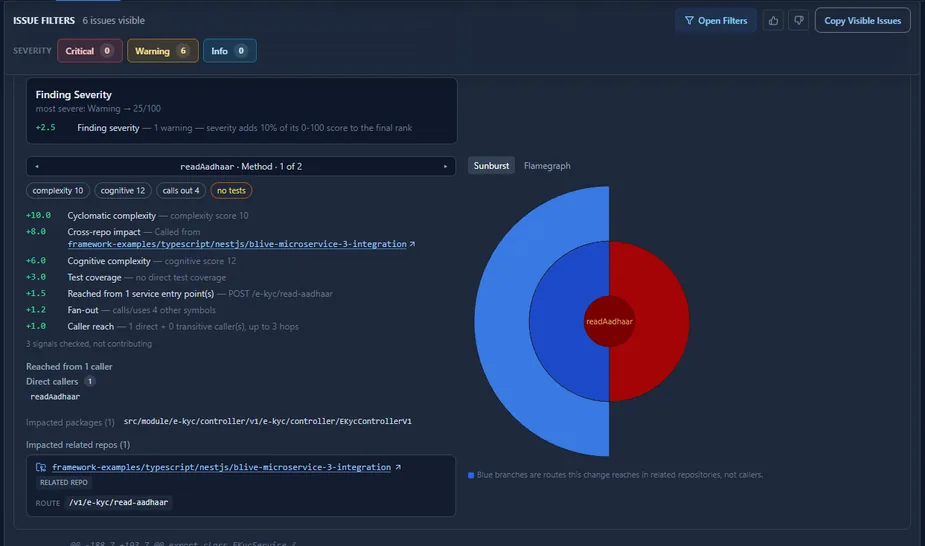 ISSUE FILTERS 6 issues visible
Open Filters
Copy Visible Issues
SEVERITY Critical 0 Warning 6 Info 0
Finding Severity
most severe: Warning → 25/100
+2.5 Finding severity — 1 warning — severity adds 10% of its 0-100 score to the final rank
readAadhaar · Method · 1 of 2
complexity 10 cognitive 12 calls out 4 no tests
+10.0 Cyclomatic complexity — complexity score 10
+8.0 Cross-repo impact — Called from
framework-examples/typescript/nestjs/blive-microservice-3-integration ↗
+6.0 Cognitive complexity — cognitive score 12
+3.0 Test coverage — no direct test coverage
+1.5 Reached from 1 service entry point(s) — POST /e-kyc/read-aadhaar
+1.2 Fan-out — calls/uses 4 other symbols
+1.0 Caller reach — 1 direct + 0 transitive caller(s), up to 3 hops
3 signals checked, not contributing
Reached from 1 caller
Direct callers 1
readAadhaar
Impacted packages (1) src/module/e-kyc/controller/v1/e-kyc/controller/EKycControllerV1
Impacted related repos (1)
framework-examples/typescript/nestjs/blive-microservice-3-integration ↗
RELATED REPO
ROUTE /v1/e-kyc/read-aadhaar
Sunburst Flamegraph
readAadhaar
Blue branches are routes this change reaches in related repositories, not callers.